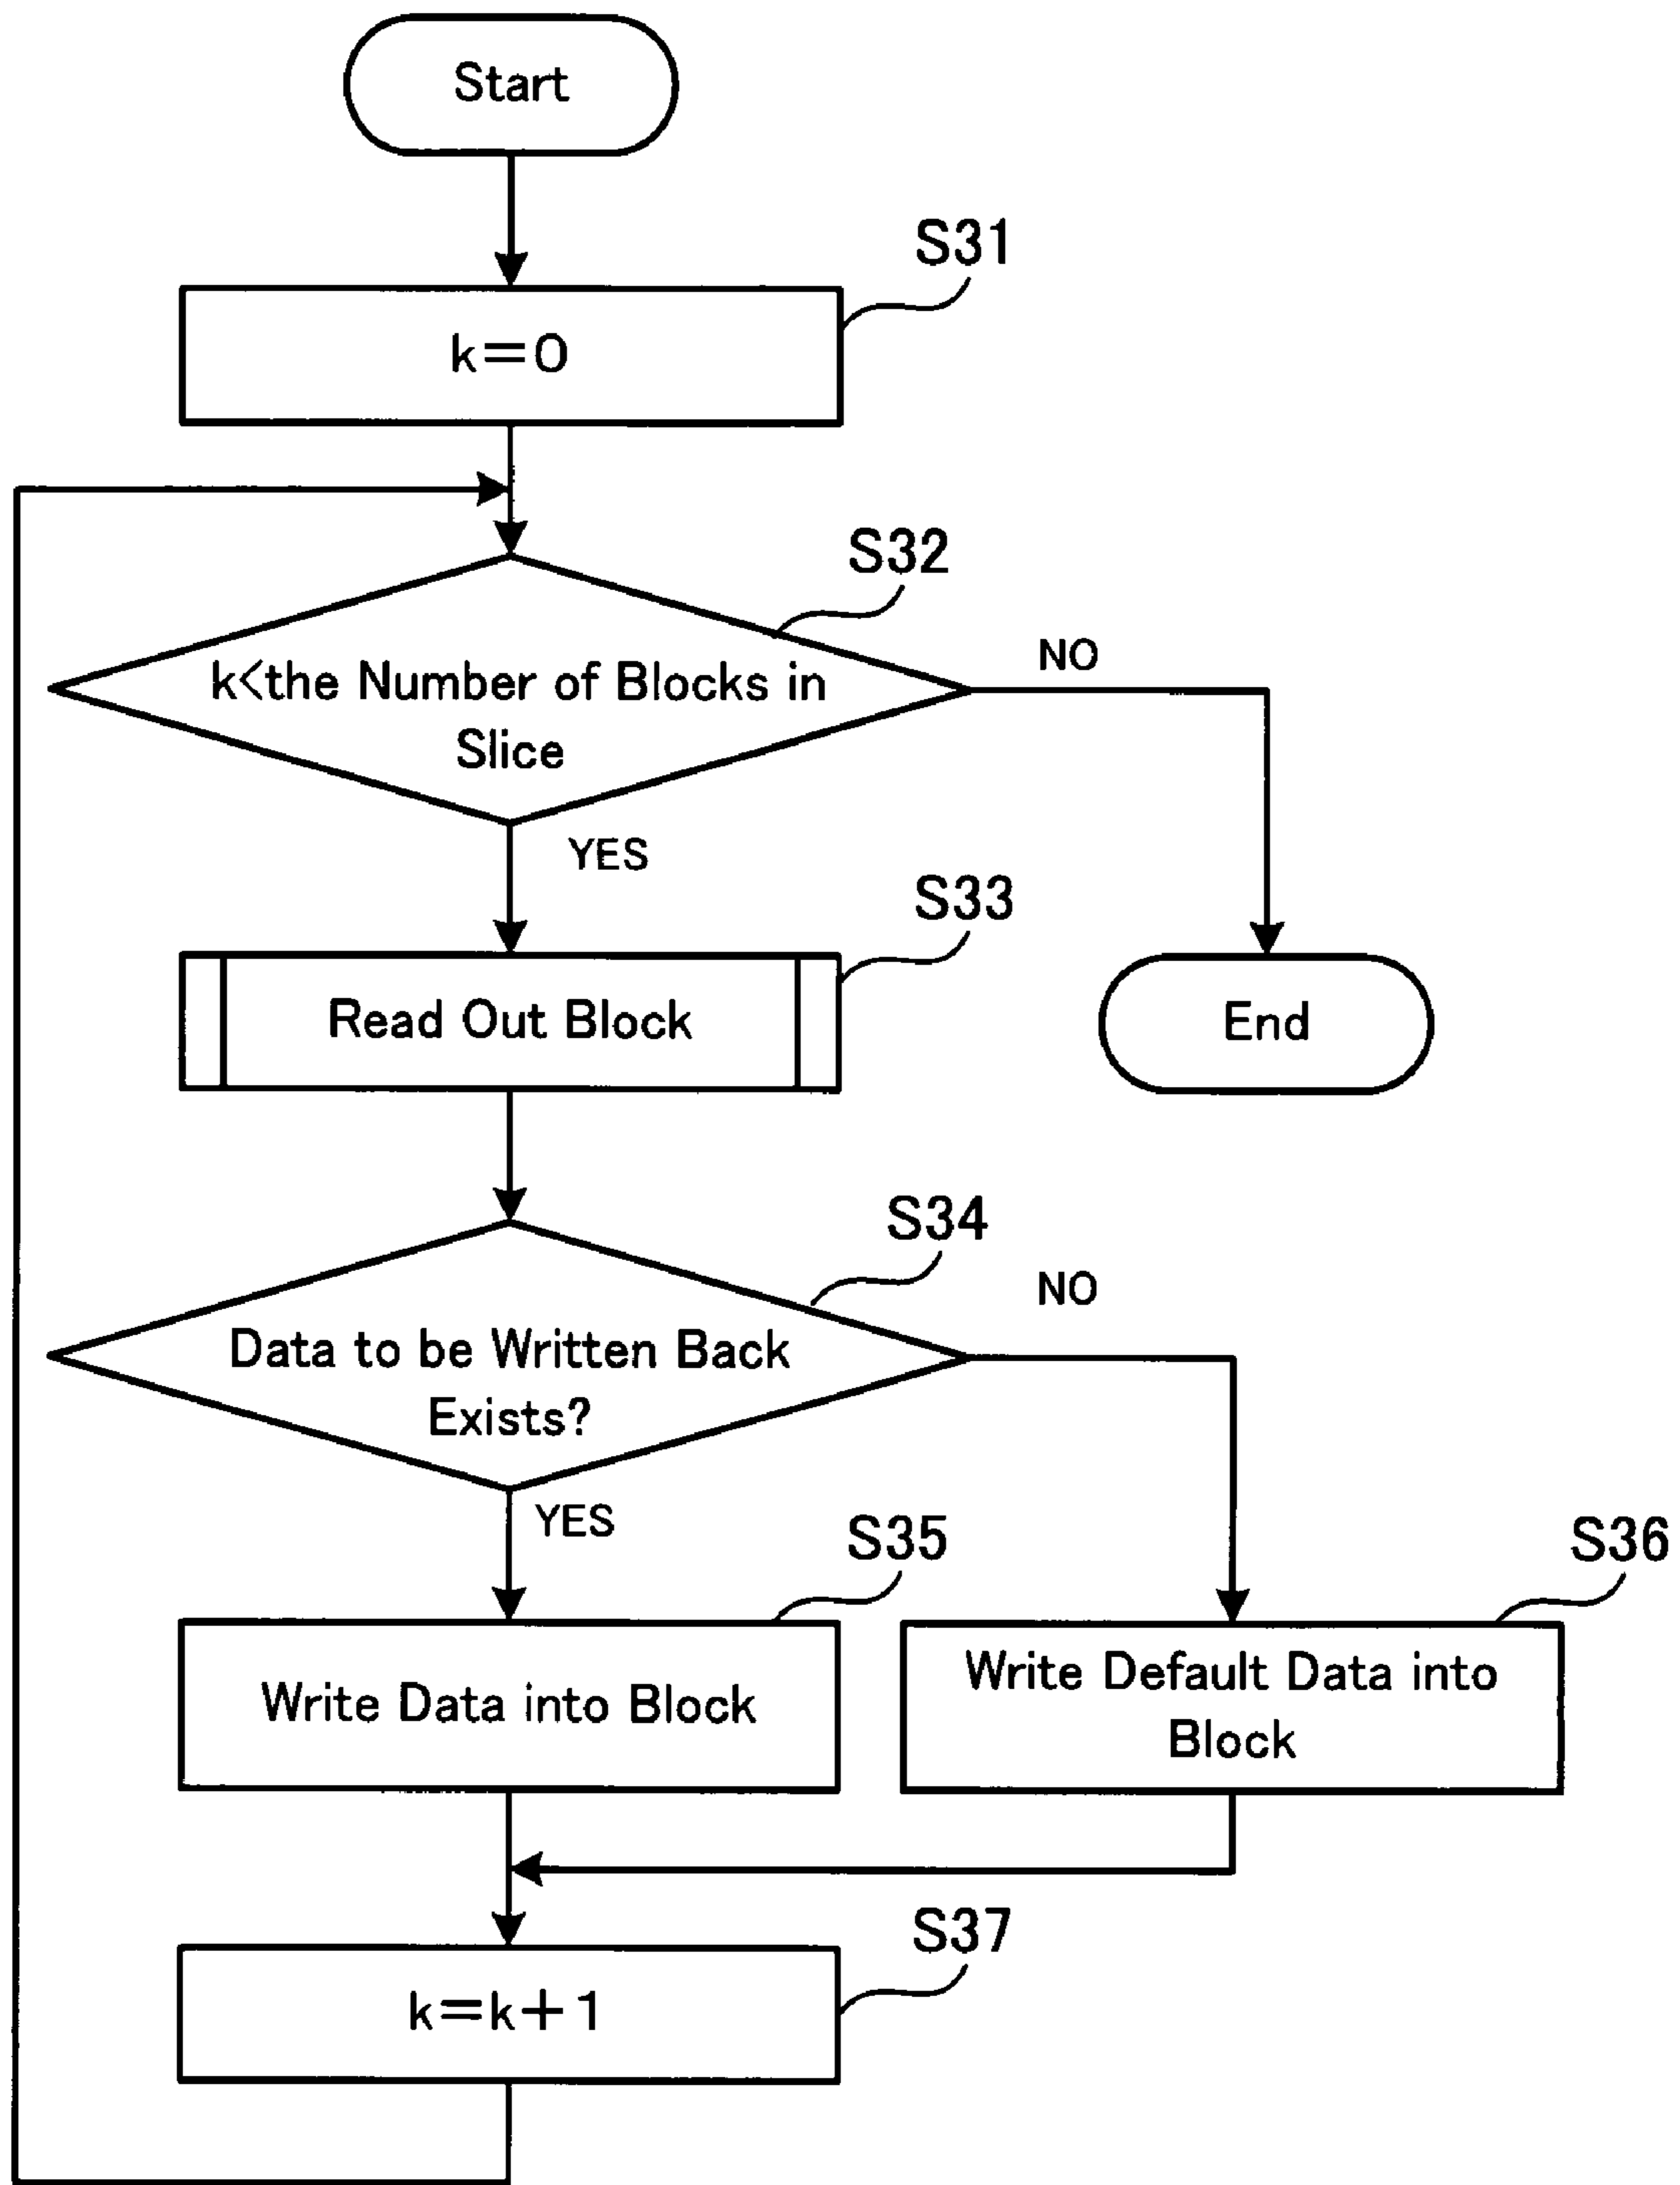 Start
S31
k=0
S32
k<the Number of Blocks in
Slice
NO
YES
S33
Read Out Block
End
S34
NO
Data to be Written Back
Exists?
YES
S35
S36
Write Data into Block
Write Default Data into
Block
S37
k=k+1